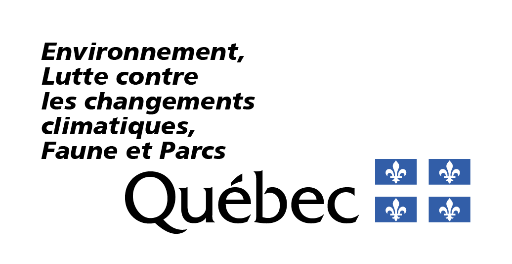 Environnement,
Lutte contre
les changements
climatiques,
Faune et Parcs
Québec